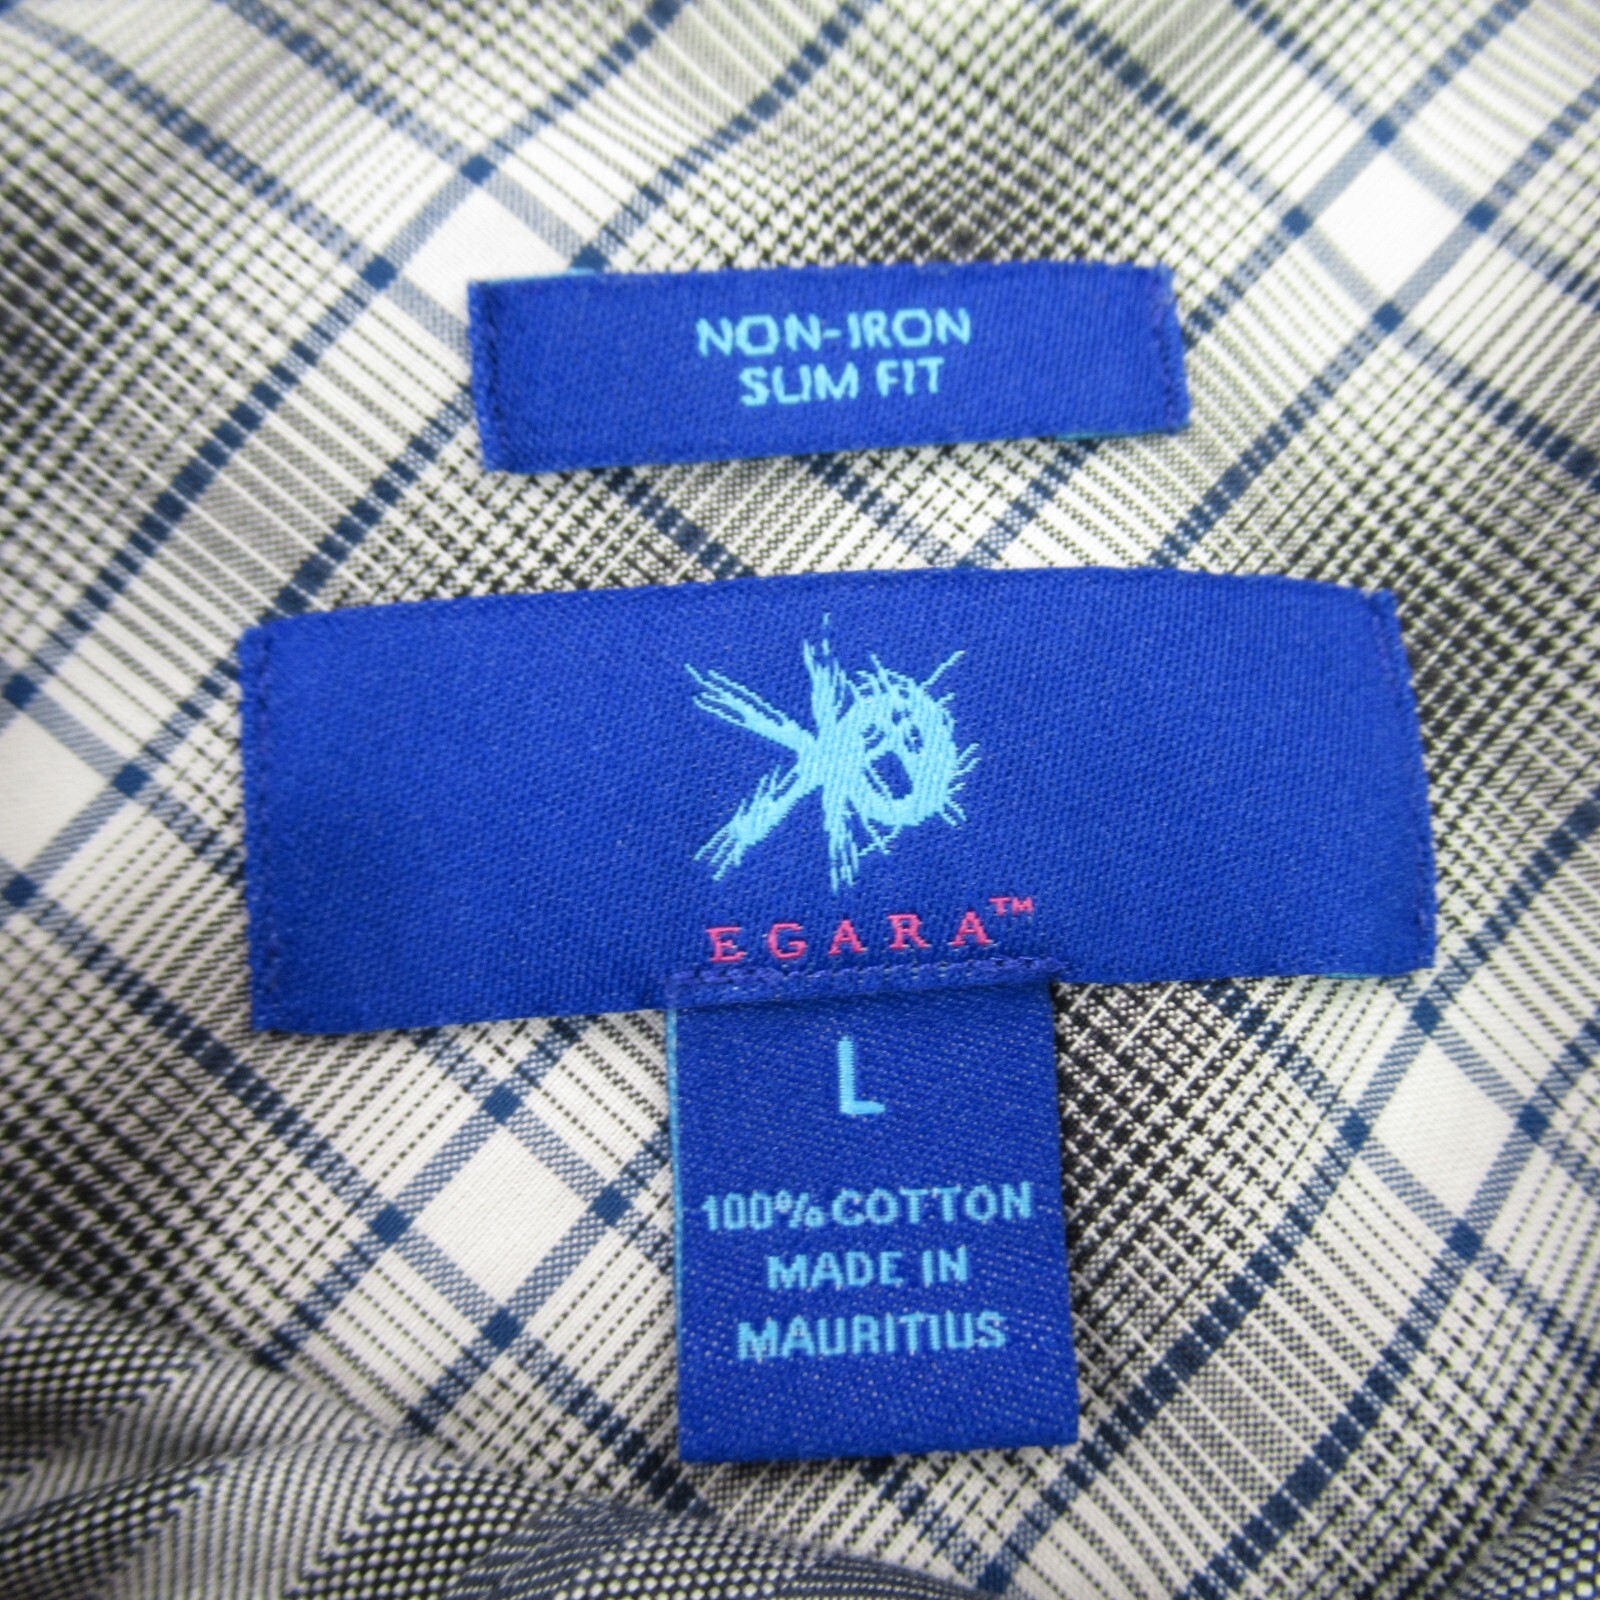 NON-IRON
SLIM FIT
EGARA™
L
100% COTTON
MADE IN
MAURITIUS